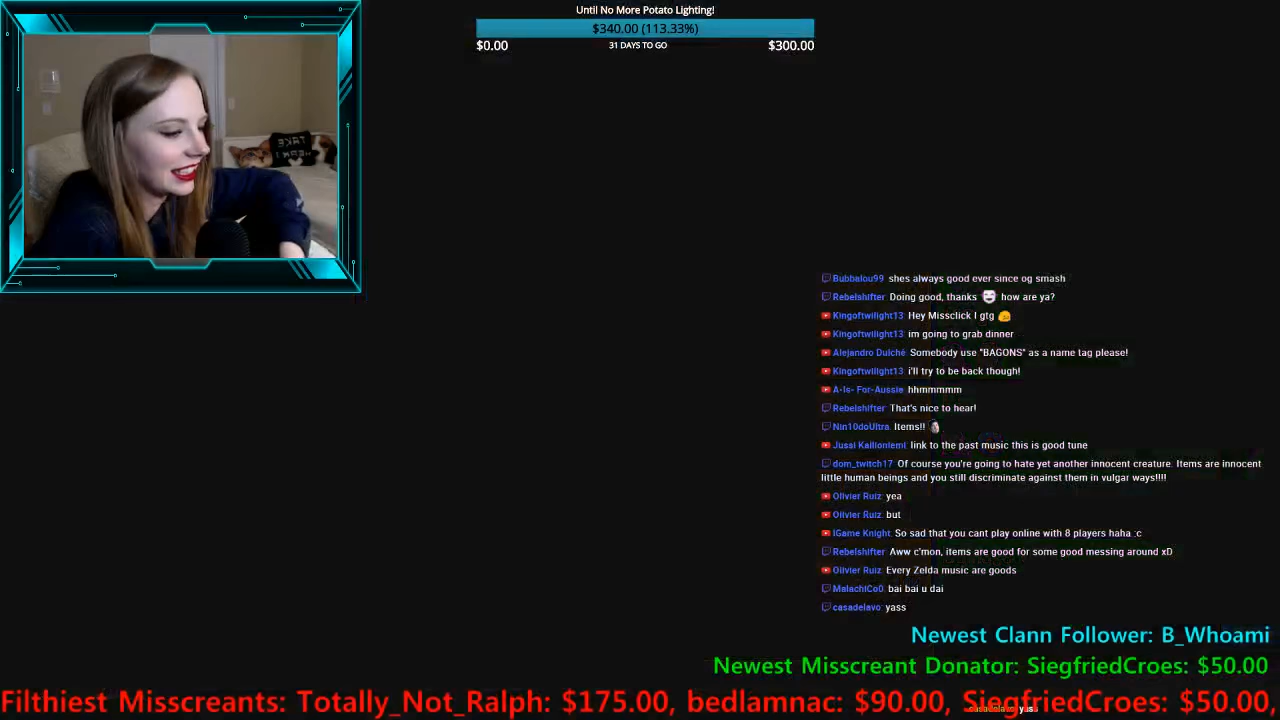 Until No More Potato Lighting!
$340.00 (113.33%)
$0.00 31 DAYS TO GO $300.00
TAKE
Bubbalou99 shes always good ever since og smash
Rebelshifter Doing good, thanks how are ya?
Kingoftwilight13: Hey Missclick I gtg
Kingoftwilight13: im going to grab dinner
Alejandro Dulché: Somebody use "BAGONS" as a name tag please!
Kingoftwilight13: i'll try to be back though!
A-Is- For-Aussie: hhmmmmm
Rebelshifter: That's nice to hear!
Nin10doUltra: Items!!
Jussi Kallioniemi: link to the past music this is good tune
dom_twitch17: Of course you're going to hate yet another innocent creature. Items are innocent
little human beings and you still discriminate against them in vulgar ways!!!!
Olivier Ruiz: yea
Olivier Ruiz: but
IGame Knight: So sad that you cant play online with 8 players haha :c
Rebelshifter: Aww c'mon, items are good for some good messing around xD
Olivier Ruiz: Every Zelda music are goods
MalachiCo0: bai bai u dai
casadelavo: yass
Newest Clann Follower: B_Whoami
Newest Misscreant Donator: SiegfriedCroes: $50.00
Filthiest Misscreants: Totally_Not_Ralph: $175.00, bedlamnac: $90.00, SiegfriedCroes: $50.00,